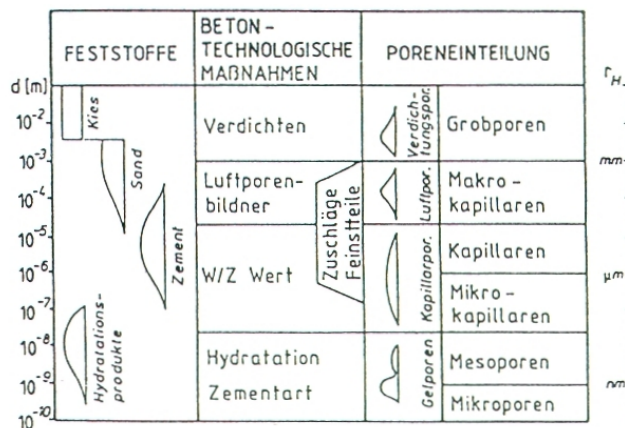 FESTSTOFFE
BETON-
TECHNOLOGISCHE
MAßNAHMEN
PORENEINTEILUNG
d [m]
10-2
10-3
10-4
10-5
10-6
10-7
10-8
10-9
10-10
Kies
Sand
Zement
Hydratations-
produkte
Verdichten
Luftporen-
bildner
W/Z Wert
Hydratation
Zementart
Zuschläge
Feinstteile
Verdich-
tungspor.
Luftpor.
Kapillarpor.
Gelporen
Grobporen
Makro-
kapillaren
Kapillaren
Mikro-
kapillaren
Mesoporen
Mikroporen
rH
mm
µm
nm